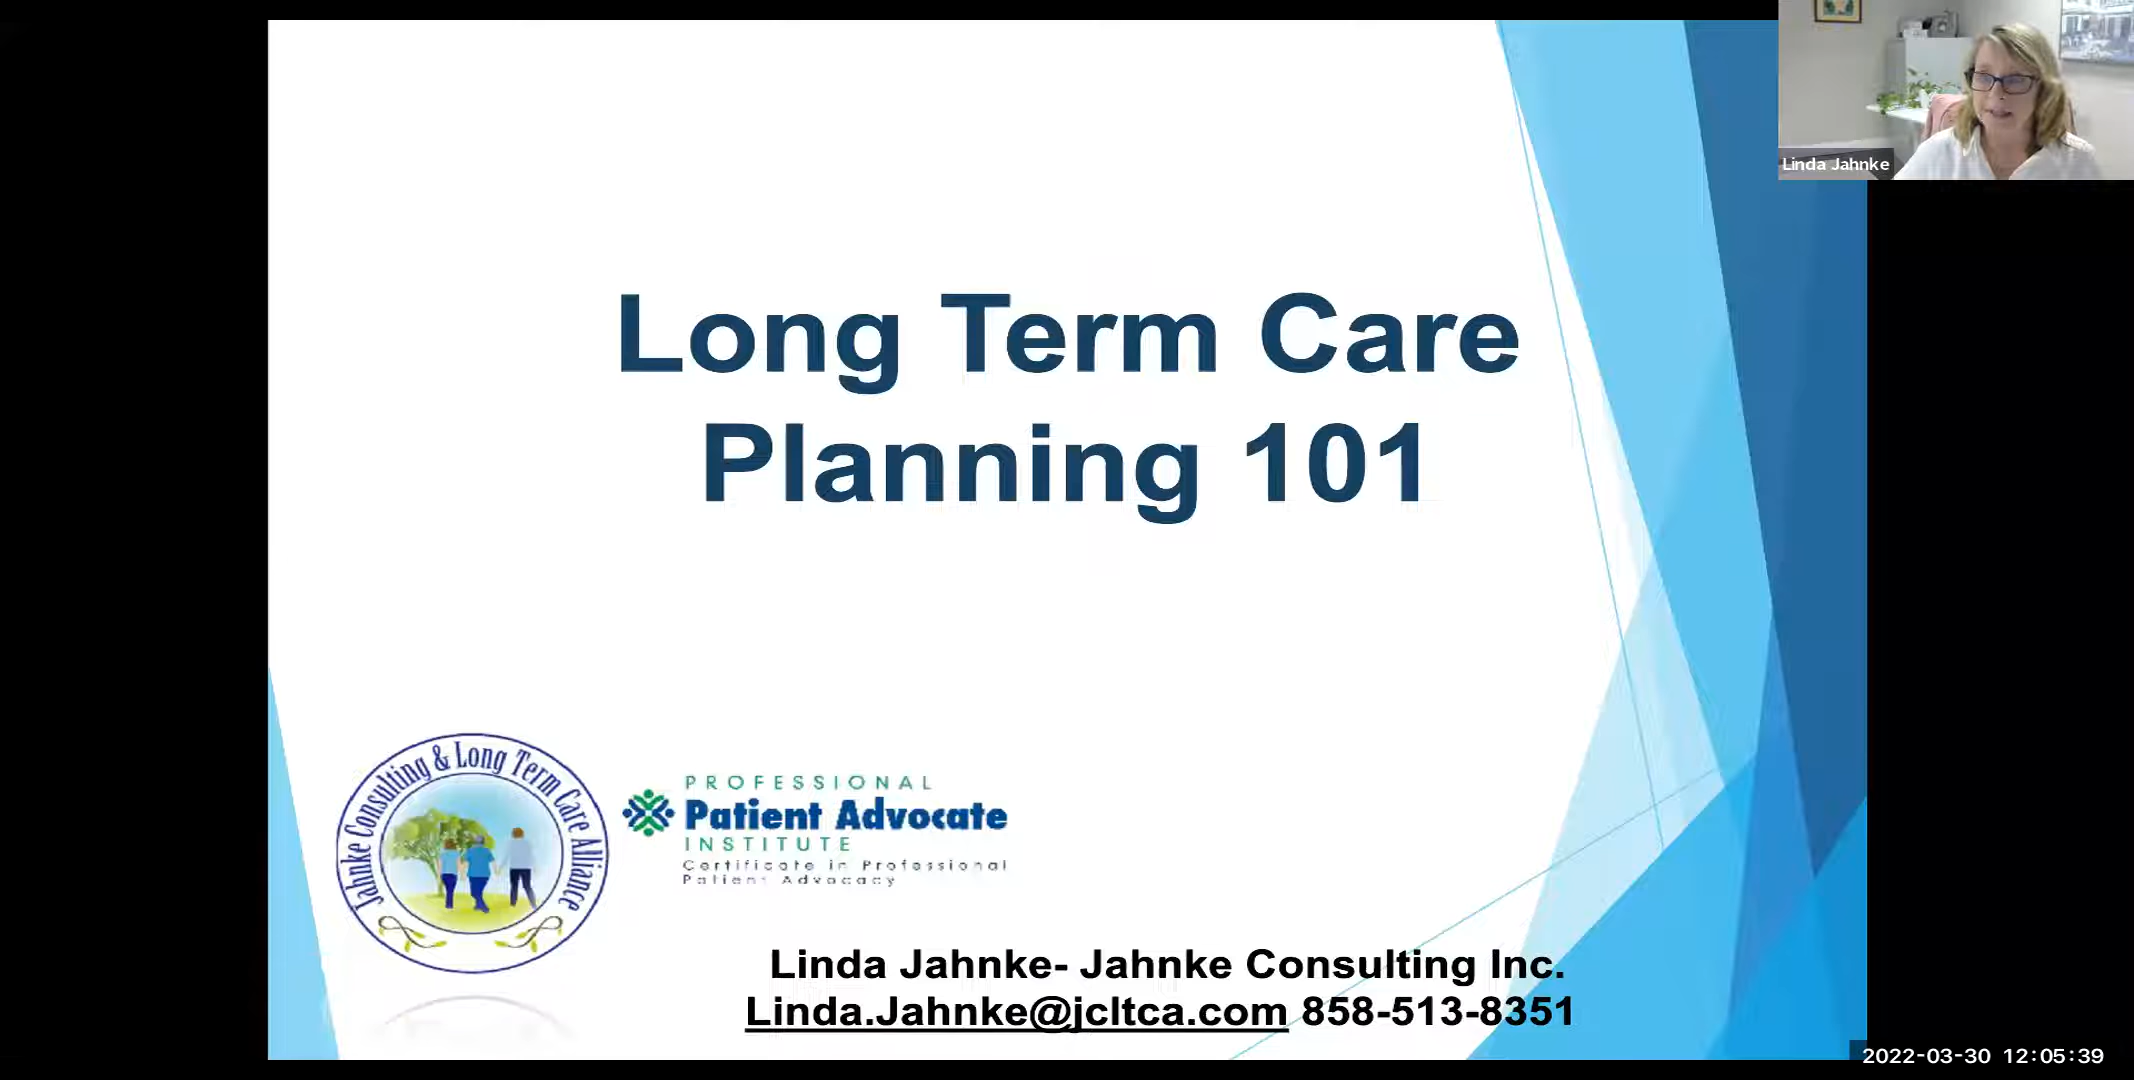 Linda Jahnke
Long Term Care
Planning 101
Jahnke Consulting & Long Term Care Alliance
PROFESSIONAL
Patient Advocate
INSTITUTE
Certificate in Professional
Patient Advocacy
Linda Jahnke- Jahnke Consulting Inc.
Linda.Jahnke@jcltca.com 858-513-8351
2022-03-30 12:05:39